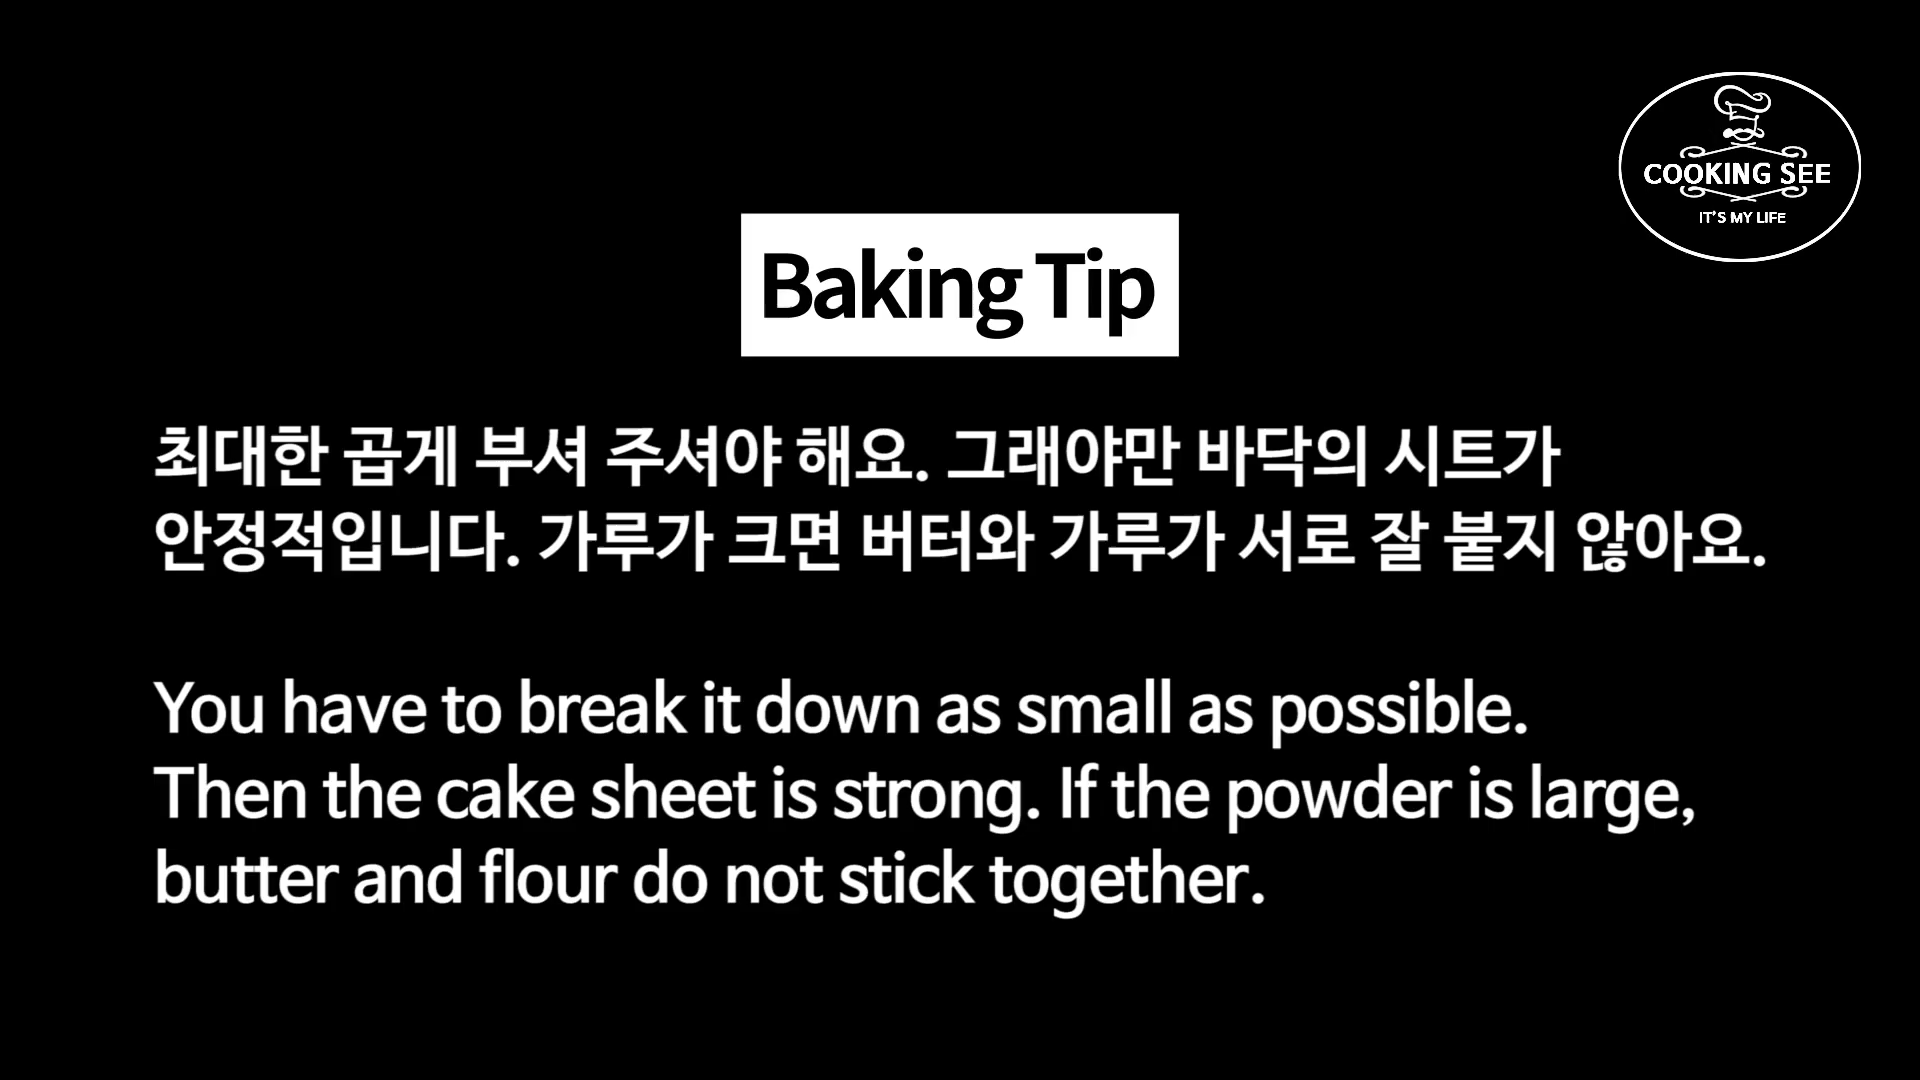 COOKING SEE
IT'S MY LIFE
Baking Tip
최대한 곱게 부셔 주셔야 해요. 그래야만 바닥의 시트가
안정적입니다. 가루가 크면 버터와 가루가 서로 잘 붙지 않아요.
You have to break it down as small as possible.
Then the cake sheet is strong. If the powder is large,
butter and flour do not stick together.